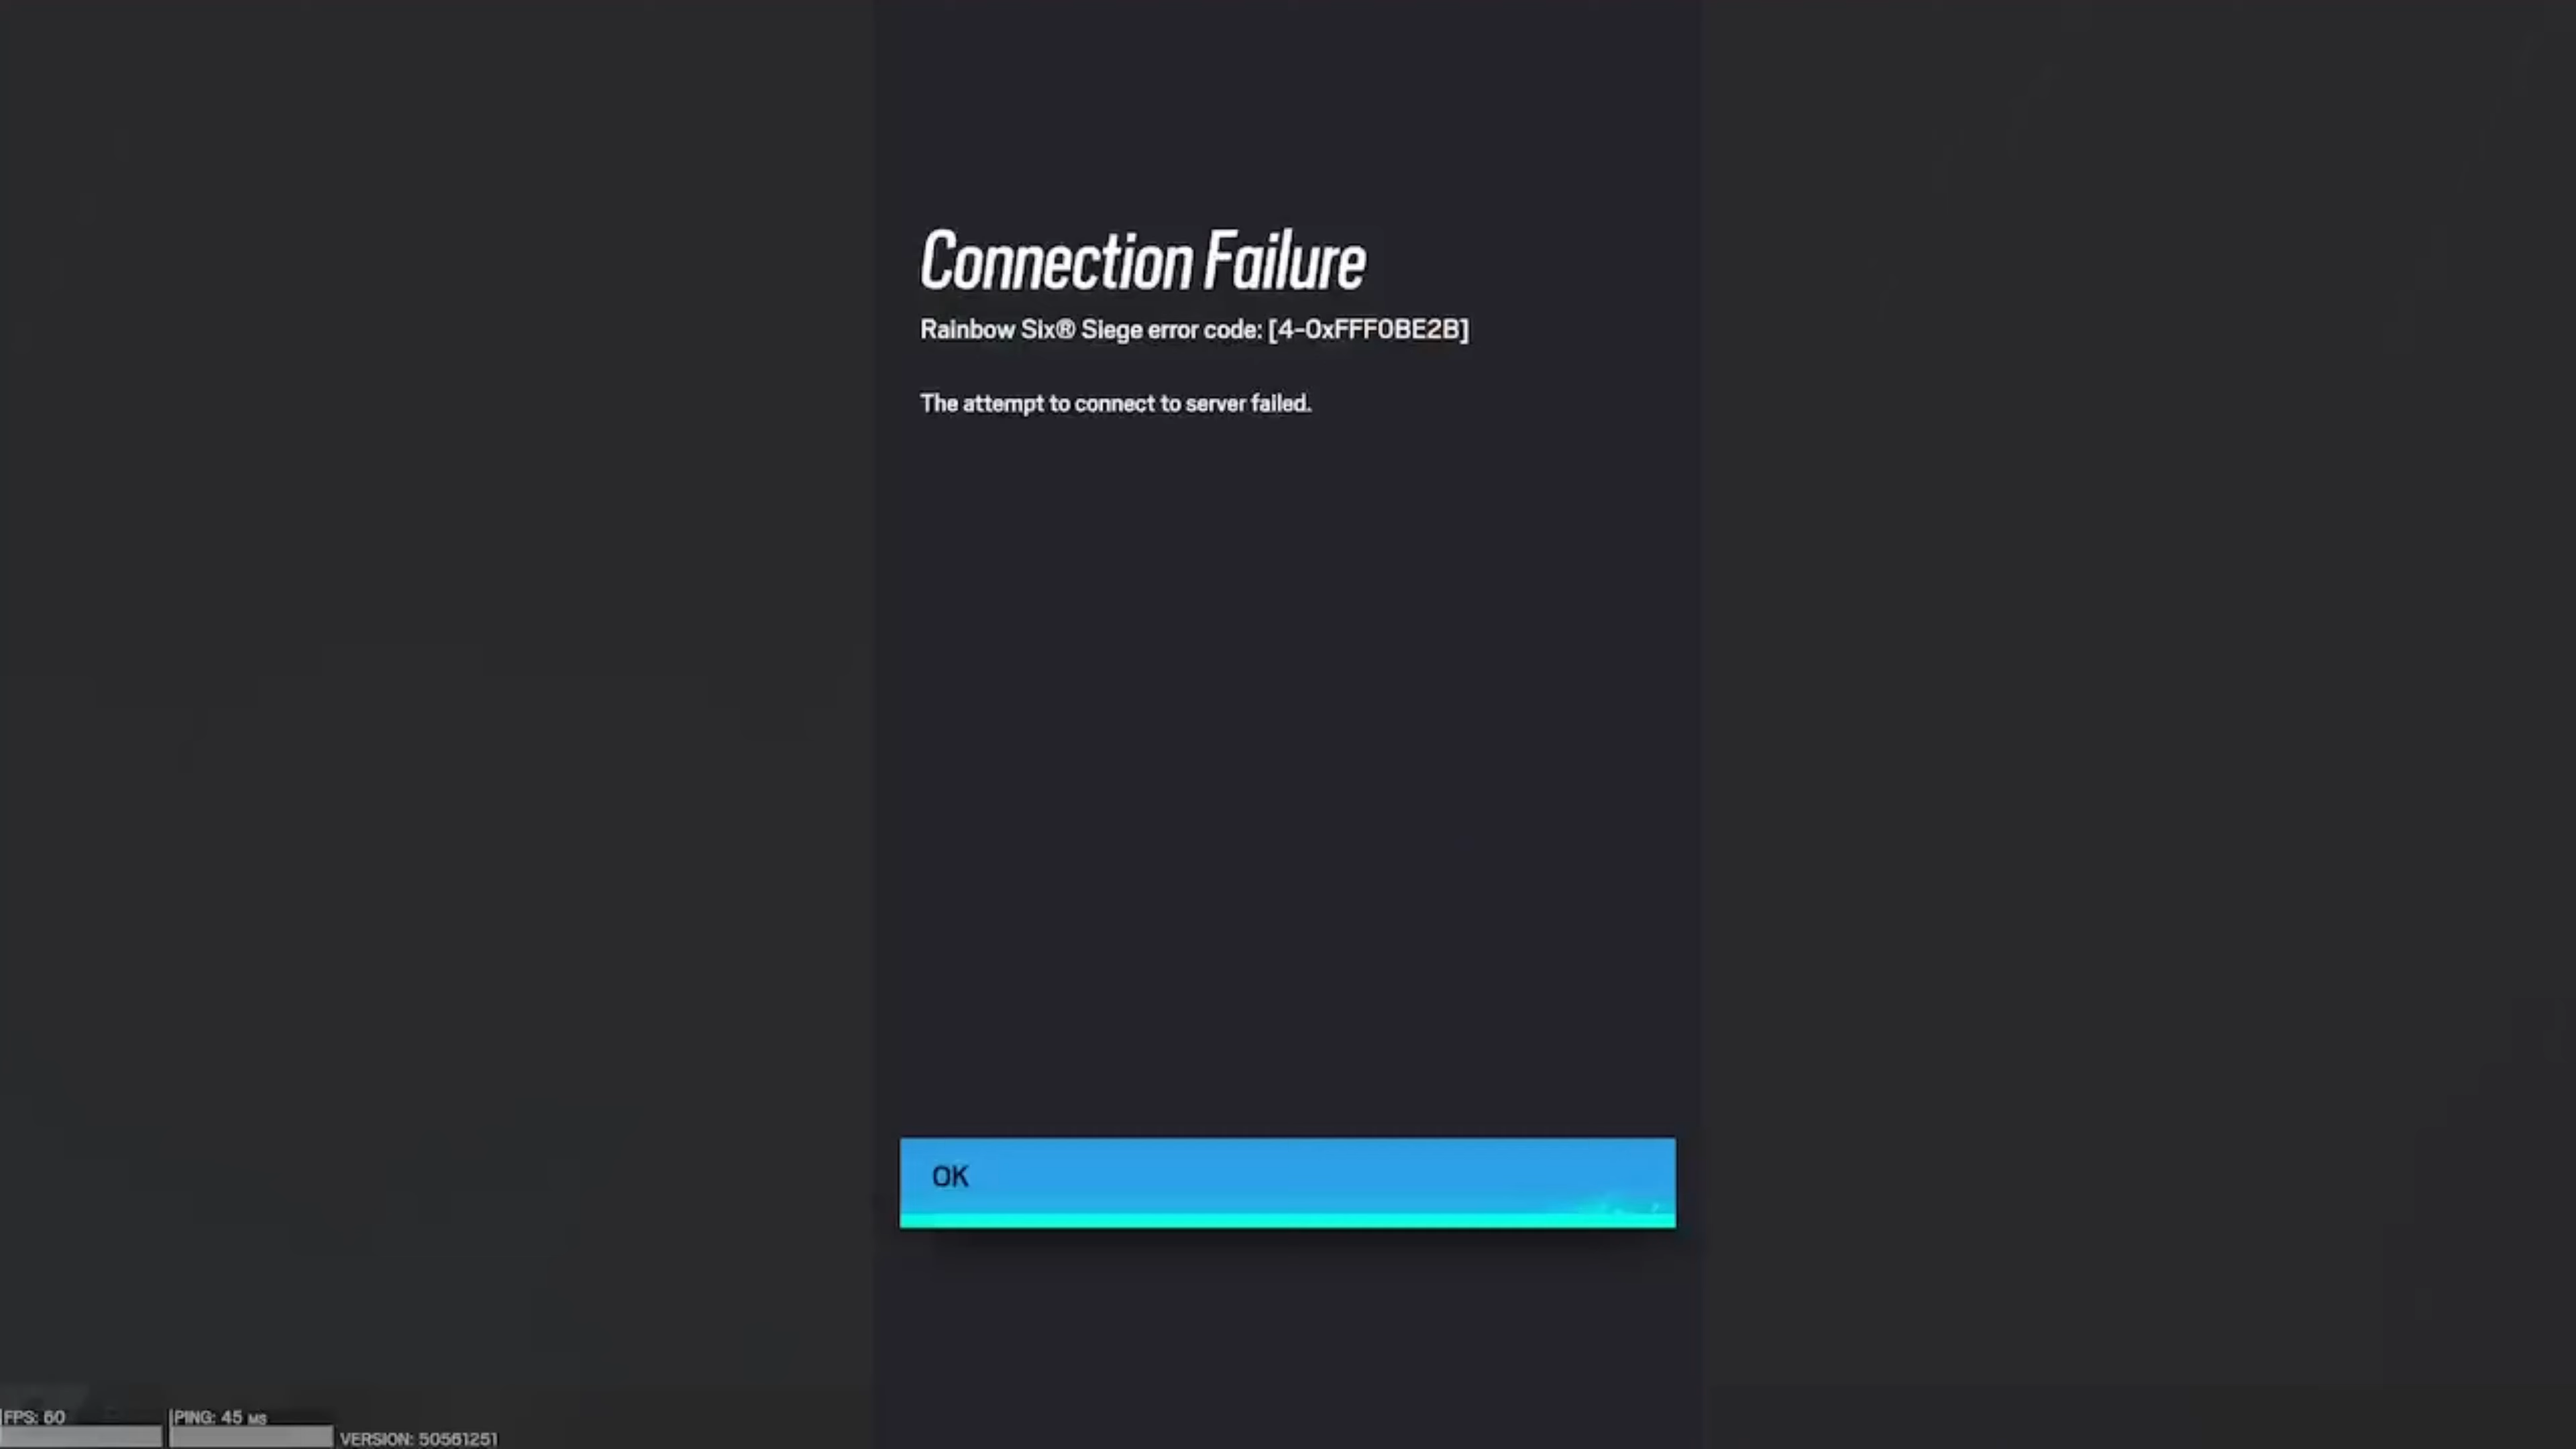 Connection Failure
Rainbow Six® Siege error code: [4-0xFFF0BE2B]
The attempt to connect to server failed.
OK
FPS: 60
PING: 45 MS
VERSION: 50561251